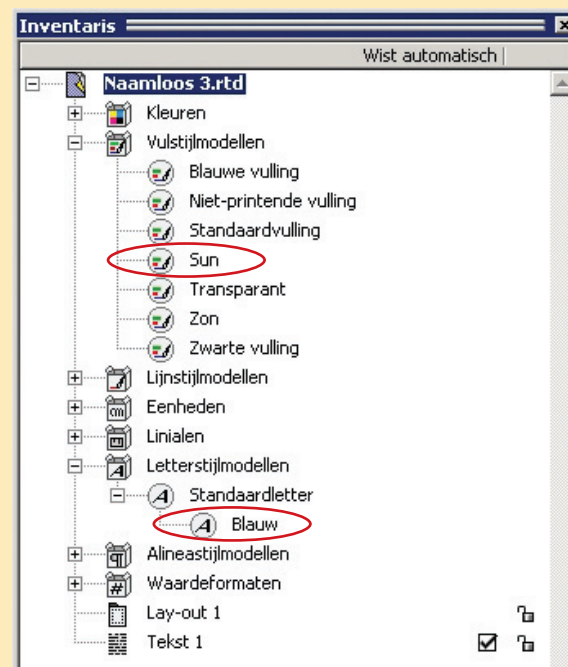 Inventaris
Wist automatisch
Naamloos 3.rtd
Kleuren
Vulstijlmodellen
Blauwe vulling
Niet-printende vulling
Standaardvulling
Sun
Transparant
Zon
Zwarte vulling
Lijnstijlmodellen
Eenheden
Linialen
Letterstijlmodellen
Standaardletter
Blauw
Alineastijlmodellen
Waardeformaten
Lay-out 1
Tekst 1